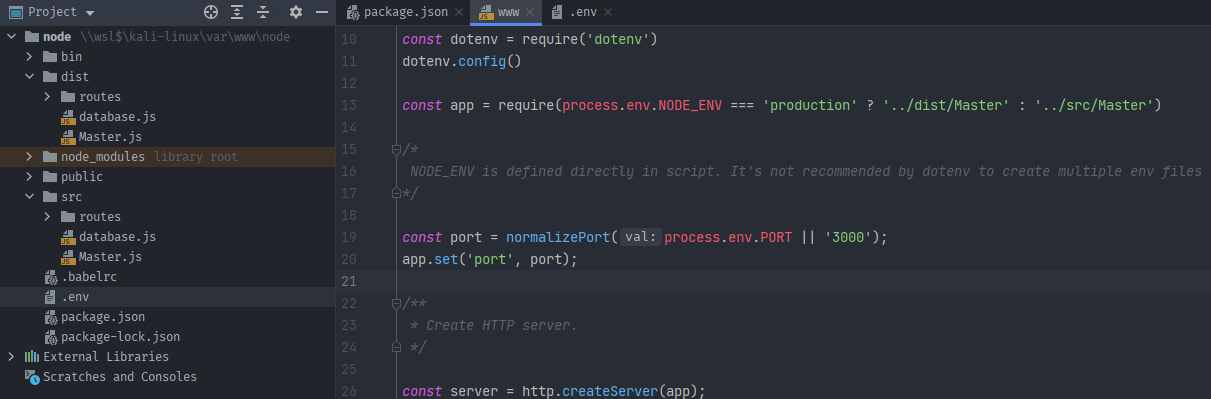 Project
node \\wsl$\kali-linux\var\www\node
bin
dist
routes
database.js
Master.js
node_modules library root
public
src
routes
database.js
Master.js
.babelrc
.env
package.json
package-lock.json
External Libraries
Scratches and Consoles
package.json
www
.env
10 const dotenv = require('dotenv')
11 dotenv.config()
12
13 const app = require(process.env.NODE_ENV === 'production' ? '../dist/Master' : '../src/Master')
14
15 /*
16 NODE_ENV is defined directly in script. It's not recommended by dotenv to create multiple env files
17 */
18
19 const port = normalizePort( val: process.env.PORT || '3000');
20 app.set('port', port);
21
22 /**
23 * Create HTTP server.
24 */
25
26 const server = http.createServer(app);